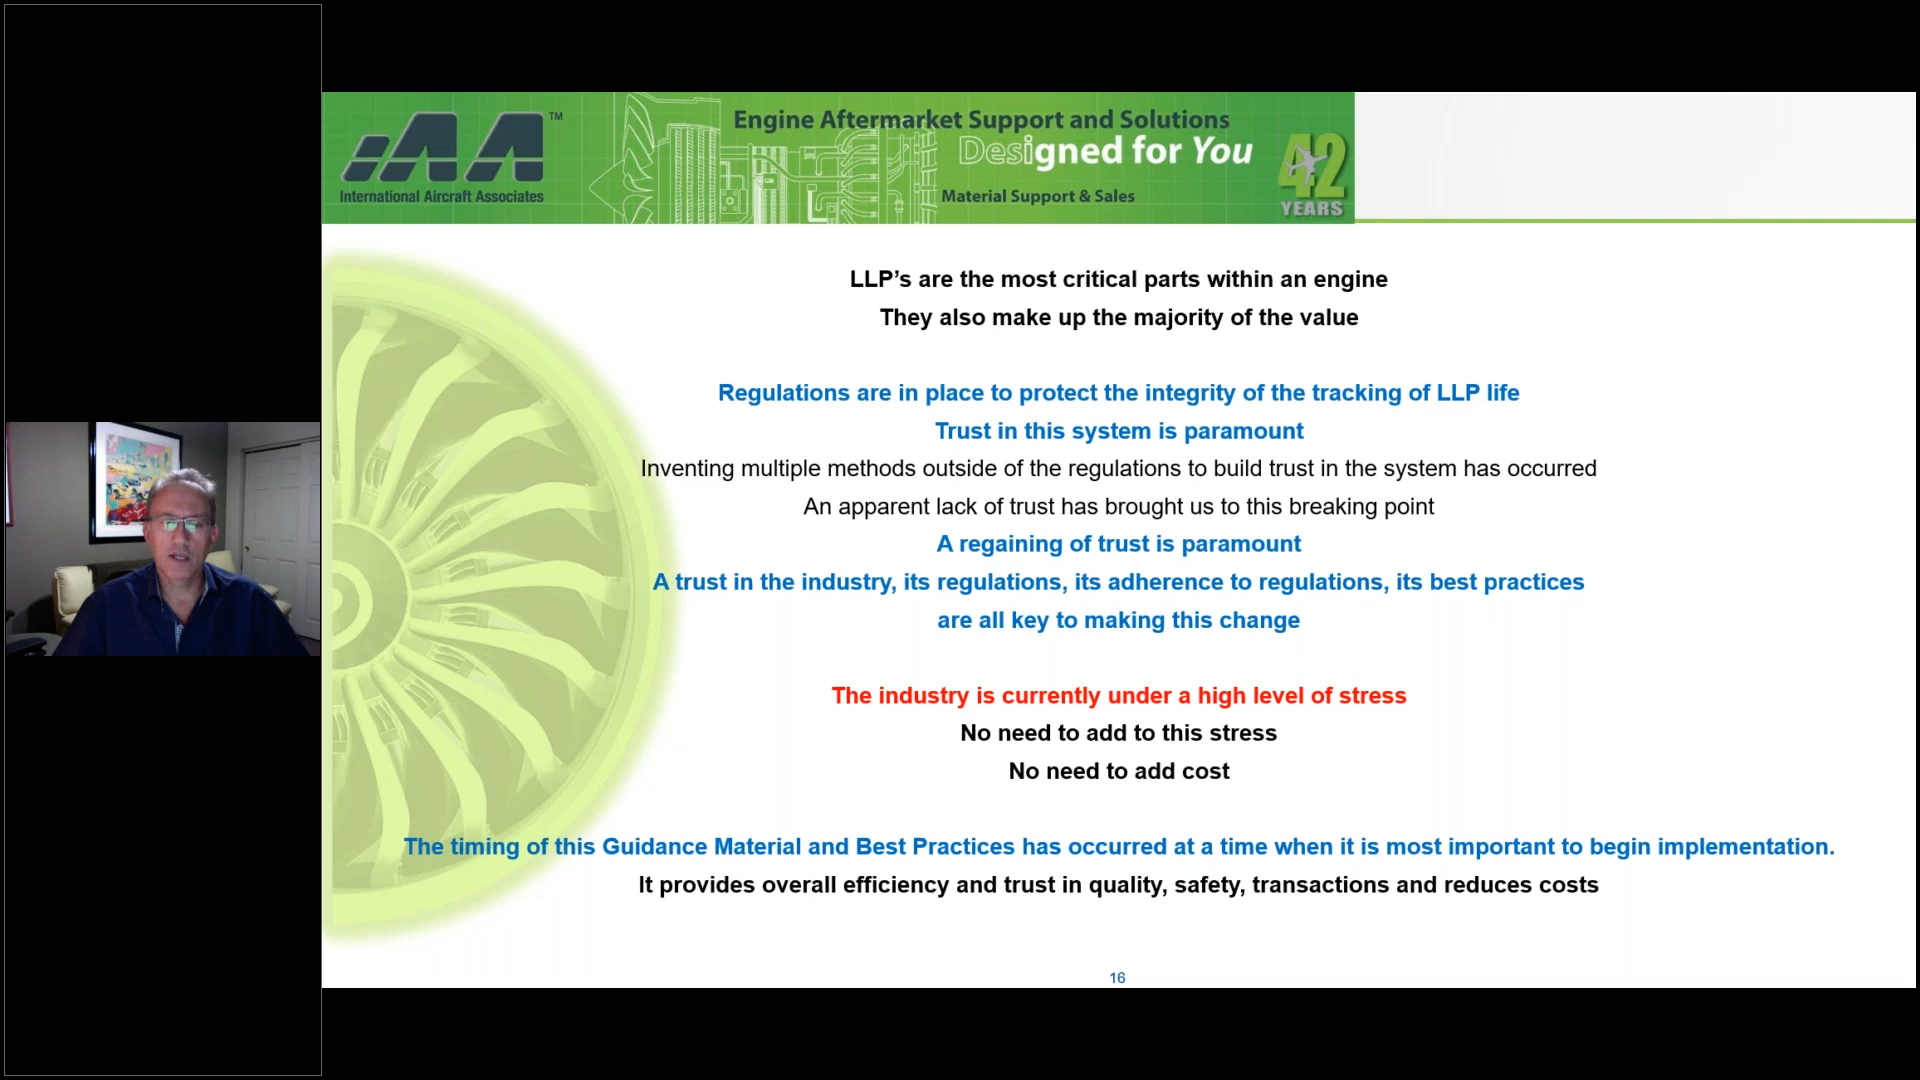 IAA™
International Aircraft Associates
Engine Aftermarket Support and Solutions
Designed for You
Material Support & Sales
42
YEARS
LLP’s are the most critical parts within an engine
They also make up the majority of the value
Regulations are in place to protect the integrity of the tracking of LLP life
Trust in this system is paramount
Inventing multiple methods outside of the regulations to build trust in the system has occurred
An apparent lack of trust has brought us to this breaking point
A regaining of trust is paramount
A trust in the industry, its regulations, its adherence to regulations, its best practices
are all key to making this change
The industry is currently under a high level of stress
No need to add to this stress
No need to add cost
The timing of this Guidance Material and Best Practices has occurred at a time when it is most important to begin implementation.
It provides overall efficiency and trust in quality, safety, transactions and reduces costs
16